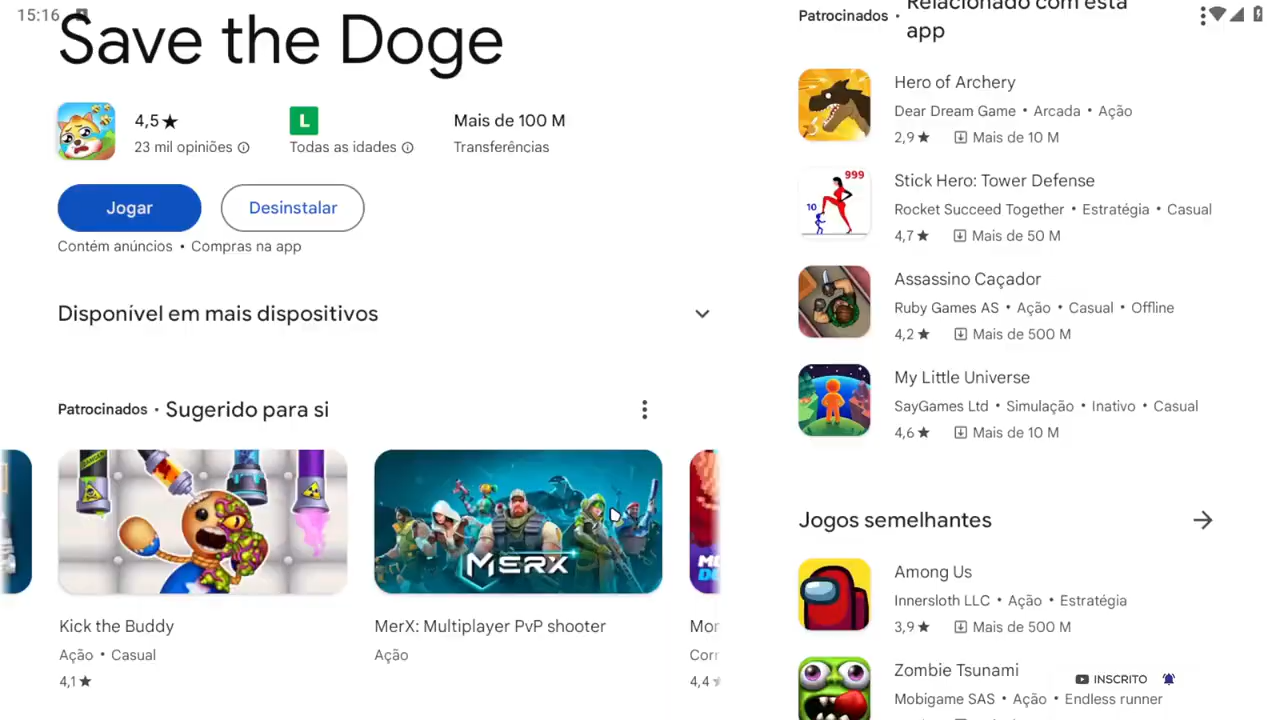 15:16
Save the Doge
4,5★
23 mil opiniões
L
Todas as idades
Mais de 100 M
Transferências
Jogar
Desinstalar
Contém anúncios • Compras na app
Disponível em mais dispositivos
Patrocinados • Sugerido para si
DANGER
MERX
Kick the Buddy
Ação • Casual
4,1★
MerX: Multiplayer PvP shooter
Ação
4,4
Patrocinados • Relacionado com esta
app
Hero of Archery
Dear Dream Game • Arcada • Ação
2,9★ Mais de 10 M
999
10
Stick Hero: Tower Defense
Rocket Succeed Together • Estratégia • Casual
4,7★ Mais de 50 M
Assassino Caçador
Ruby Games AS • Ação • Casual • Offline
4,2★ Mais de 500 M
My Little Universe
SayGames Ltd • Simulação • Inativo • Casual
4,6★ Mais de 10 M
Jogos semelhantes
Among Us
Innersloth LLC • Ação • Estratégia
3,9★ Mais de 500 M
Zombie Tsunami
Mobigame SAS • Ação • Endless runner
INSCRITO